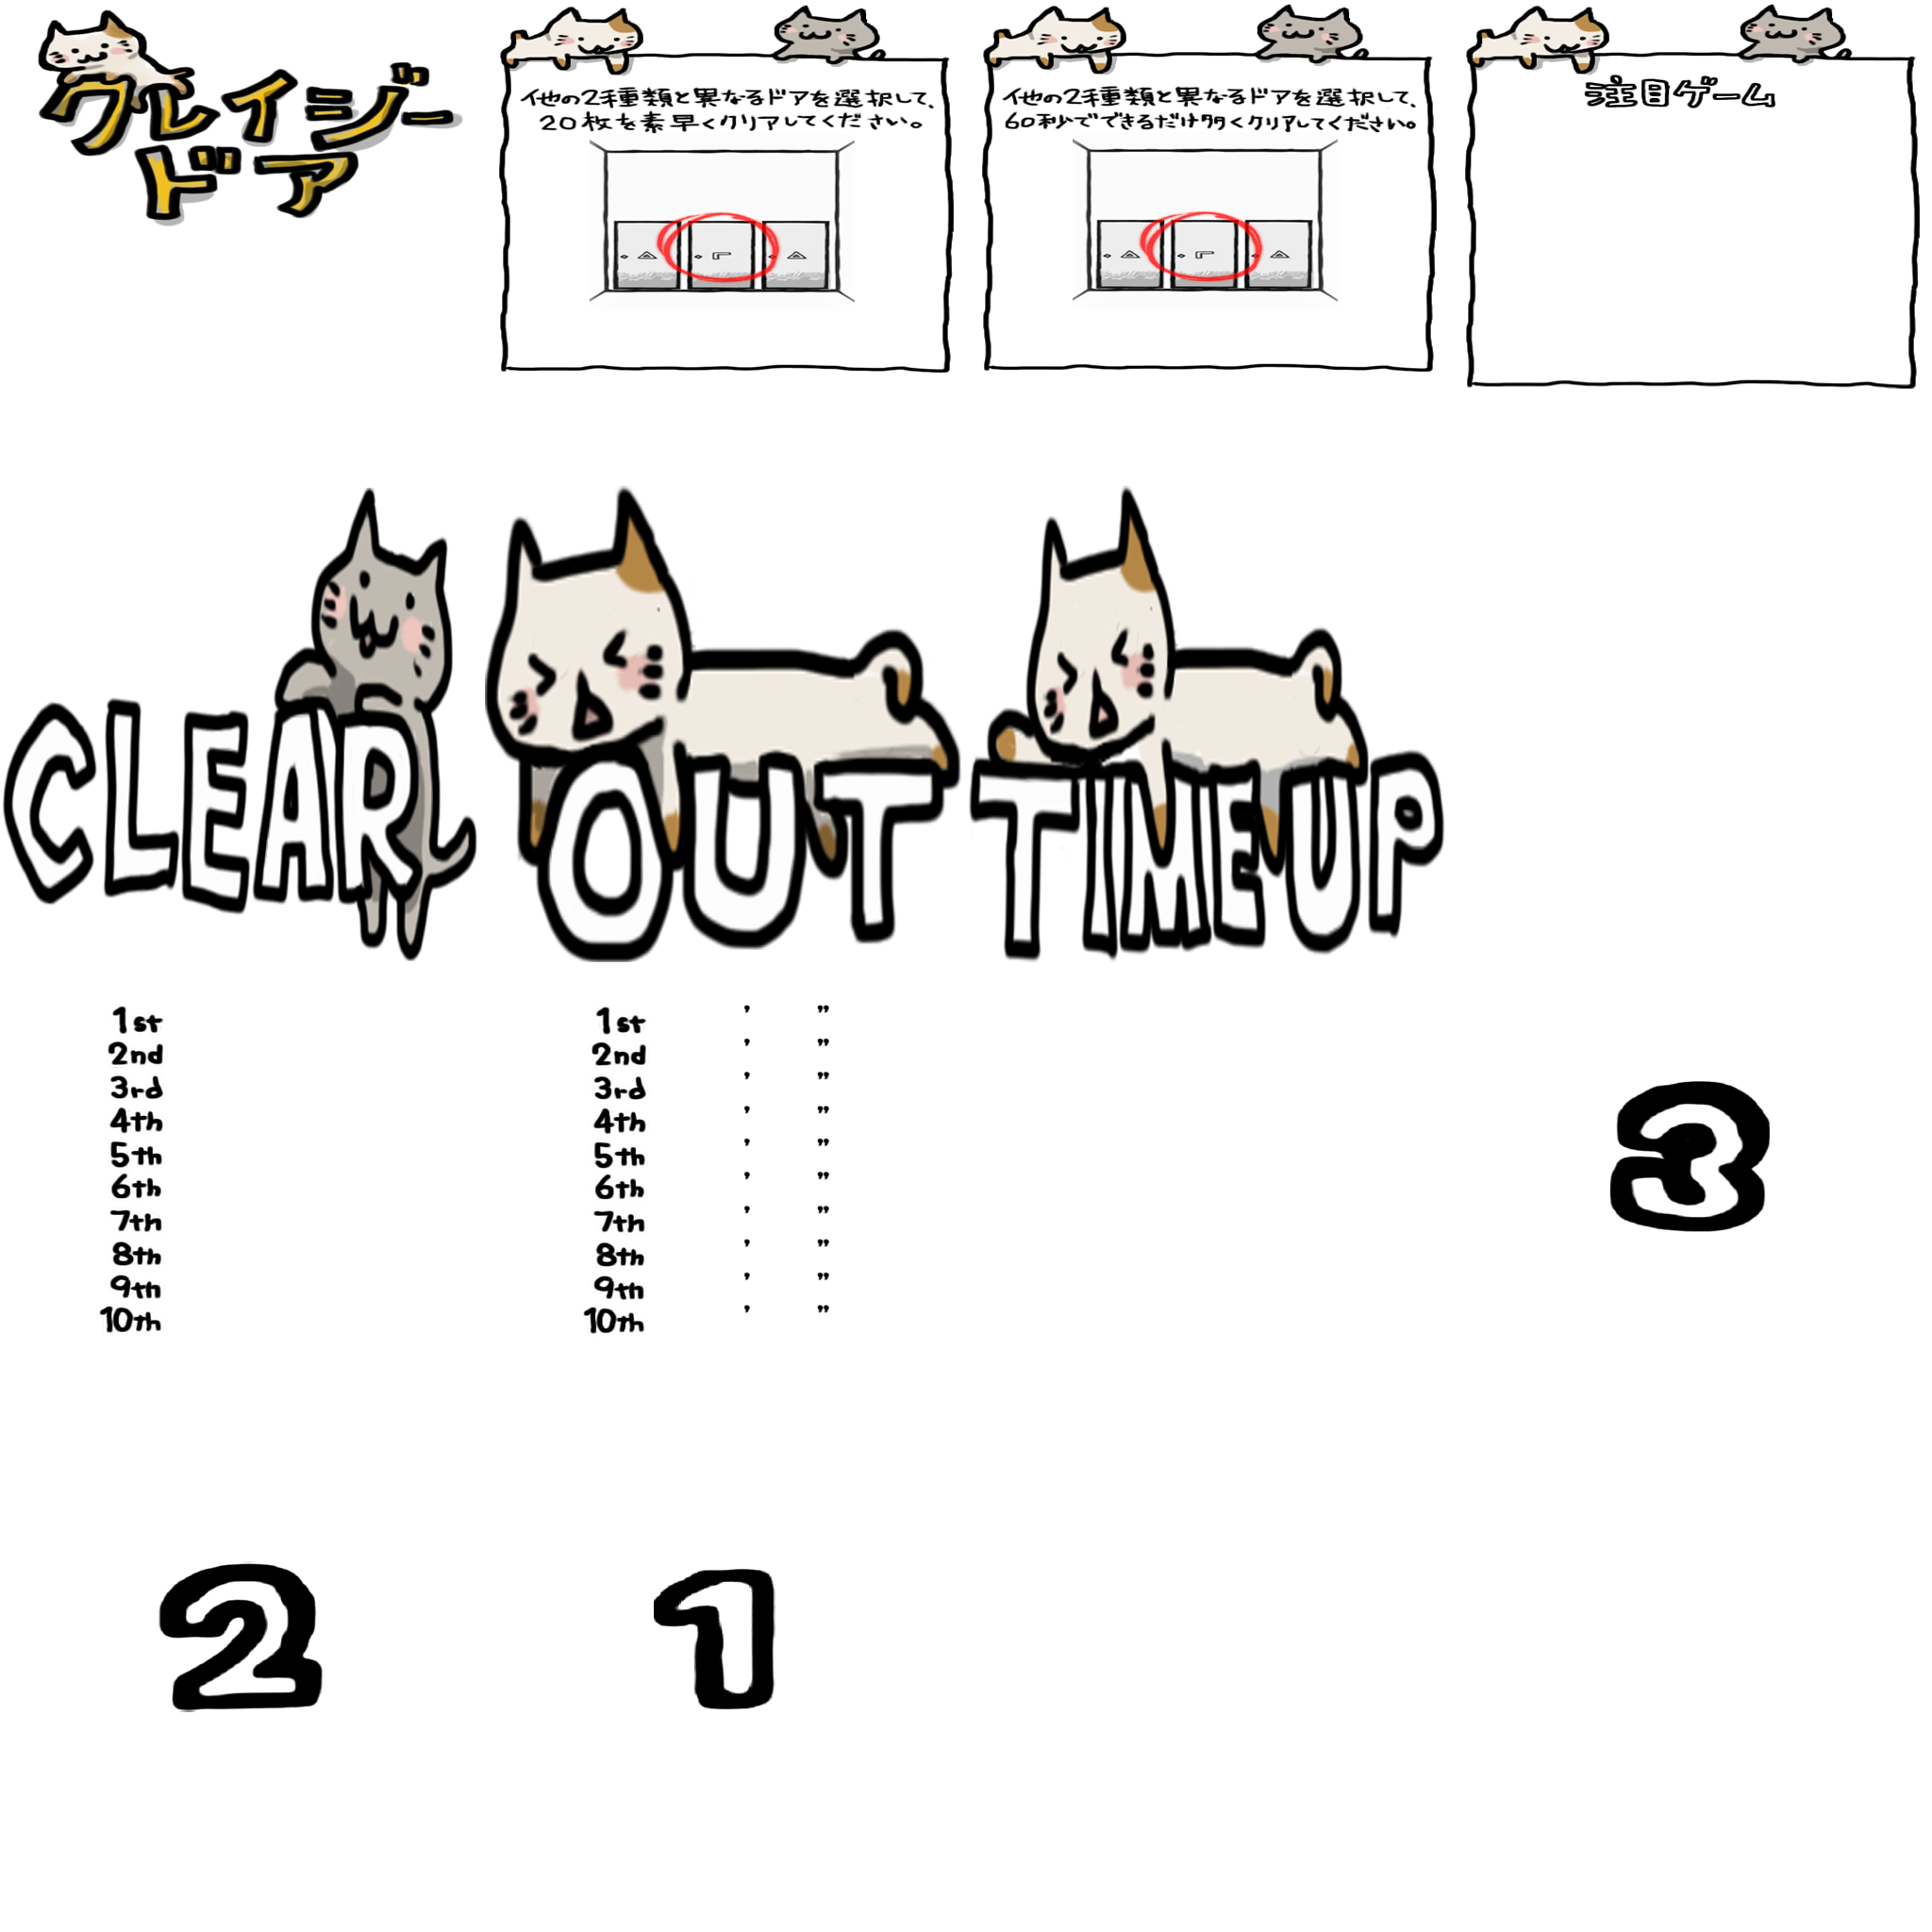 クレイジー
ドア
他の2種類と異なるドアを選択して、
20枚を素早くクリアしてください。
他の2種類と異なるドアを選択して、
60秒でできるだけ多くクリアしてください。
注目ゲーム
CLEAR
OUT
TIME UP
1st
2nd
3rd
4th
5th
6th
7th
8th
9th
10th
1st ’ ”
2nd ’ ”
3rd ’ ”
4th ’ ”
5th ’ ”
6th ’ ”
7th ’ ”
8th ’ ”
9th ’ ”
10th ’ ”
3
2
1